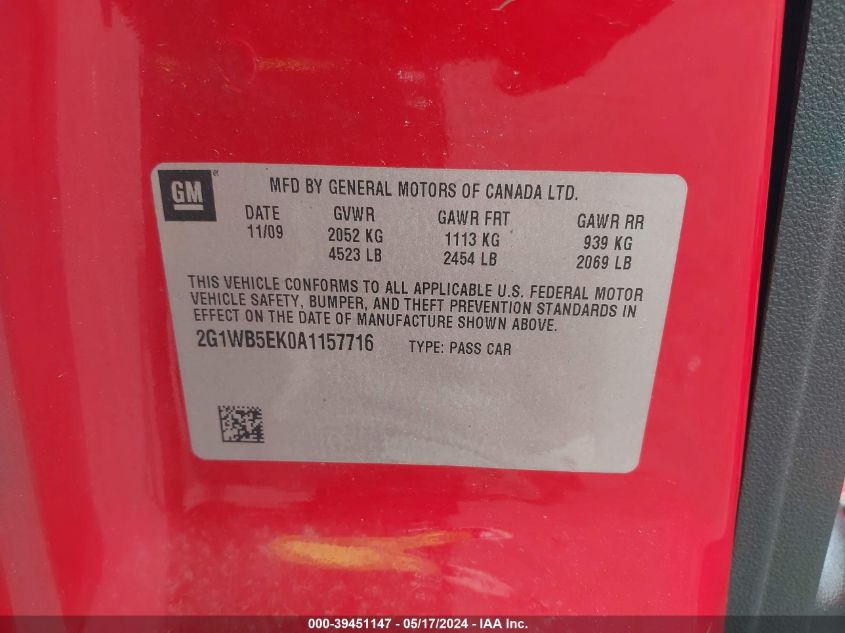 GM
MFD BY GENERAL MOTORS OF CANADA LTD.
DATE GVWR GAWR FRT GAWR RR
11/09 2052 KG 1113 KG 939 KG
4523 LB 2454 LB 2069 LB
THIS VEHICLE CONFORMS TO ALL APPLICABLE U.S. FEDERAL MOTOR
VEHICLE SAFETY, BUMPER, AND THEFT PREVENTION STANDARDS IN
EFFECT ON THE DATE OF MANUFACTURE SHOWN ABOVE.
2G1WB5EK0A1157716 TYPE: PASS CAR
000-39451147 - 05/17/2024 - IAA Inc.